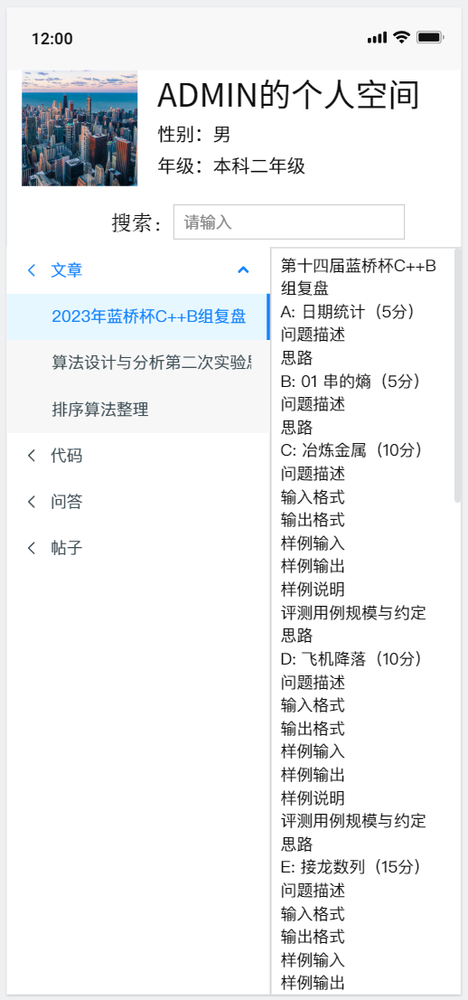 12:00
ADMIN的个人空间
性别：男
年级：本科二年级
搜索：
请输入
文章
2023年蓝桥杯C++B组复盘
算法设计与分析第二次实验
排序算法整理
代码
问答
帖子
第十四届蓝桥杯C++B
组复盘
A: 日期统计（5分）
问题描述
思路
B: 01 串的熵（5分）
问题描述
思路
C: 冶炼金属（10分）
问题描述
输入格式
输出格式
样例输入
样例输出
样例说明
评测用例规模与约定
思路
D: 飞机降落（10分）
问题描述
输入格式
输出格式
样例输入
样例输出
样例说明
评测用例规模与约定
思路
E: 接龙数列（15分）
问题描述
输入格式
输出格式
样例输入
样例输出